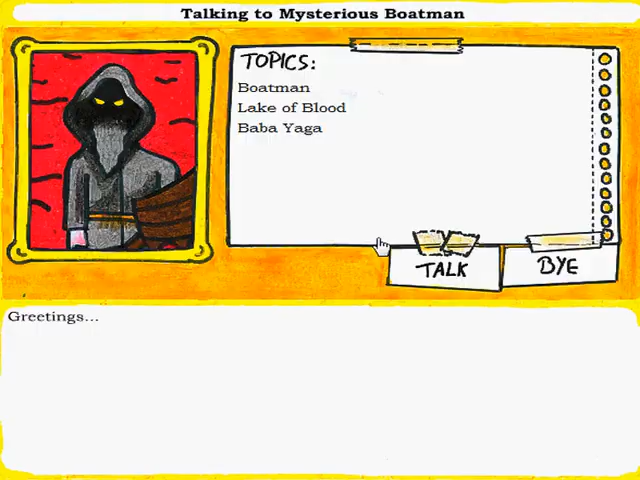 Talking to Mysterious Boatman
TOPICS:
Boatman
Lake of Blood
Baba Yaga
TALK
BYE
Greetings...